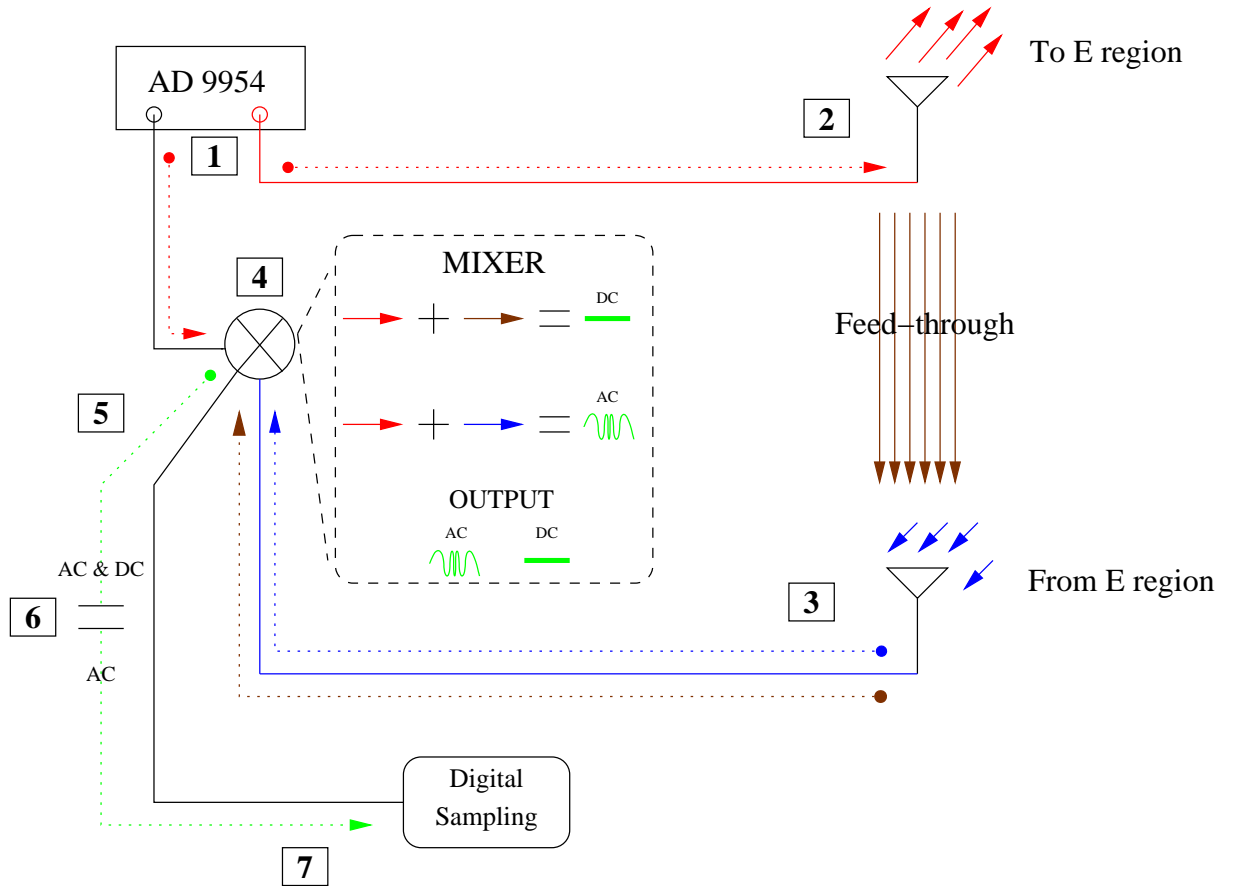 AD 9954
To E region
2
1
4
MIXER
DC
Feed−through
5
AC
OUTPUT
AC
DC
AC & DC
From E region
6
3
AC
Digital
Sampling
7